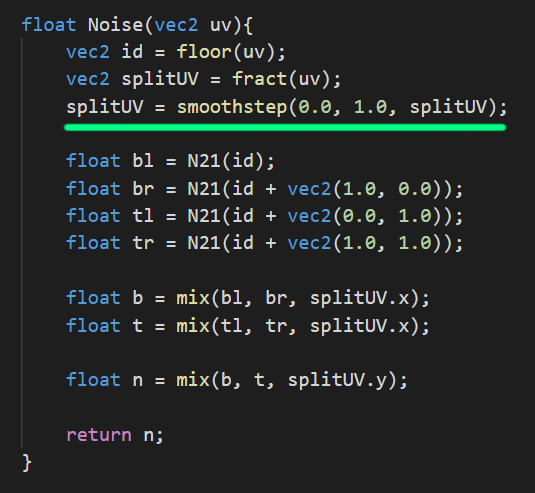 float Noise(vec2 uv){
    vec2 id = floor(uv);
    vec2 splitUV = fract(uv);
    splitUV = smoothstep(0.0, 1.0, splitUV);
    float bl = N21(id);
    float br = N21(id + vec2(1.0, 0.0));
    float tl = N21(id + vec2(0.0, 1.0));
    float tr = N21(id + vec2(1.0, 1.0));
    float b = mix(bl, br, splitUV.x);
    float t = mix(tl, tr, splitUV.x);
    float n = mix(b, t, splitUV.y);
    return n;
}